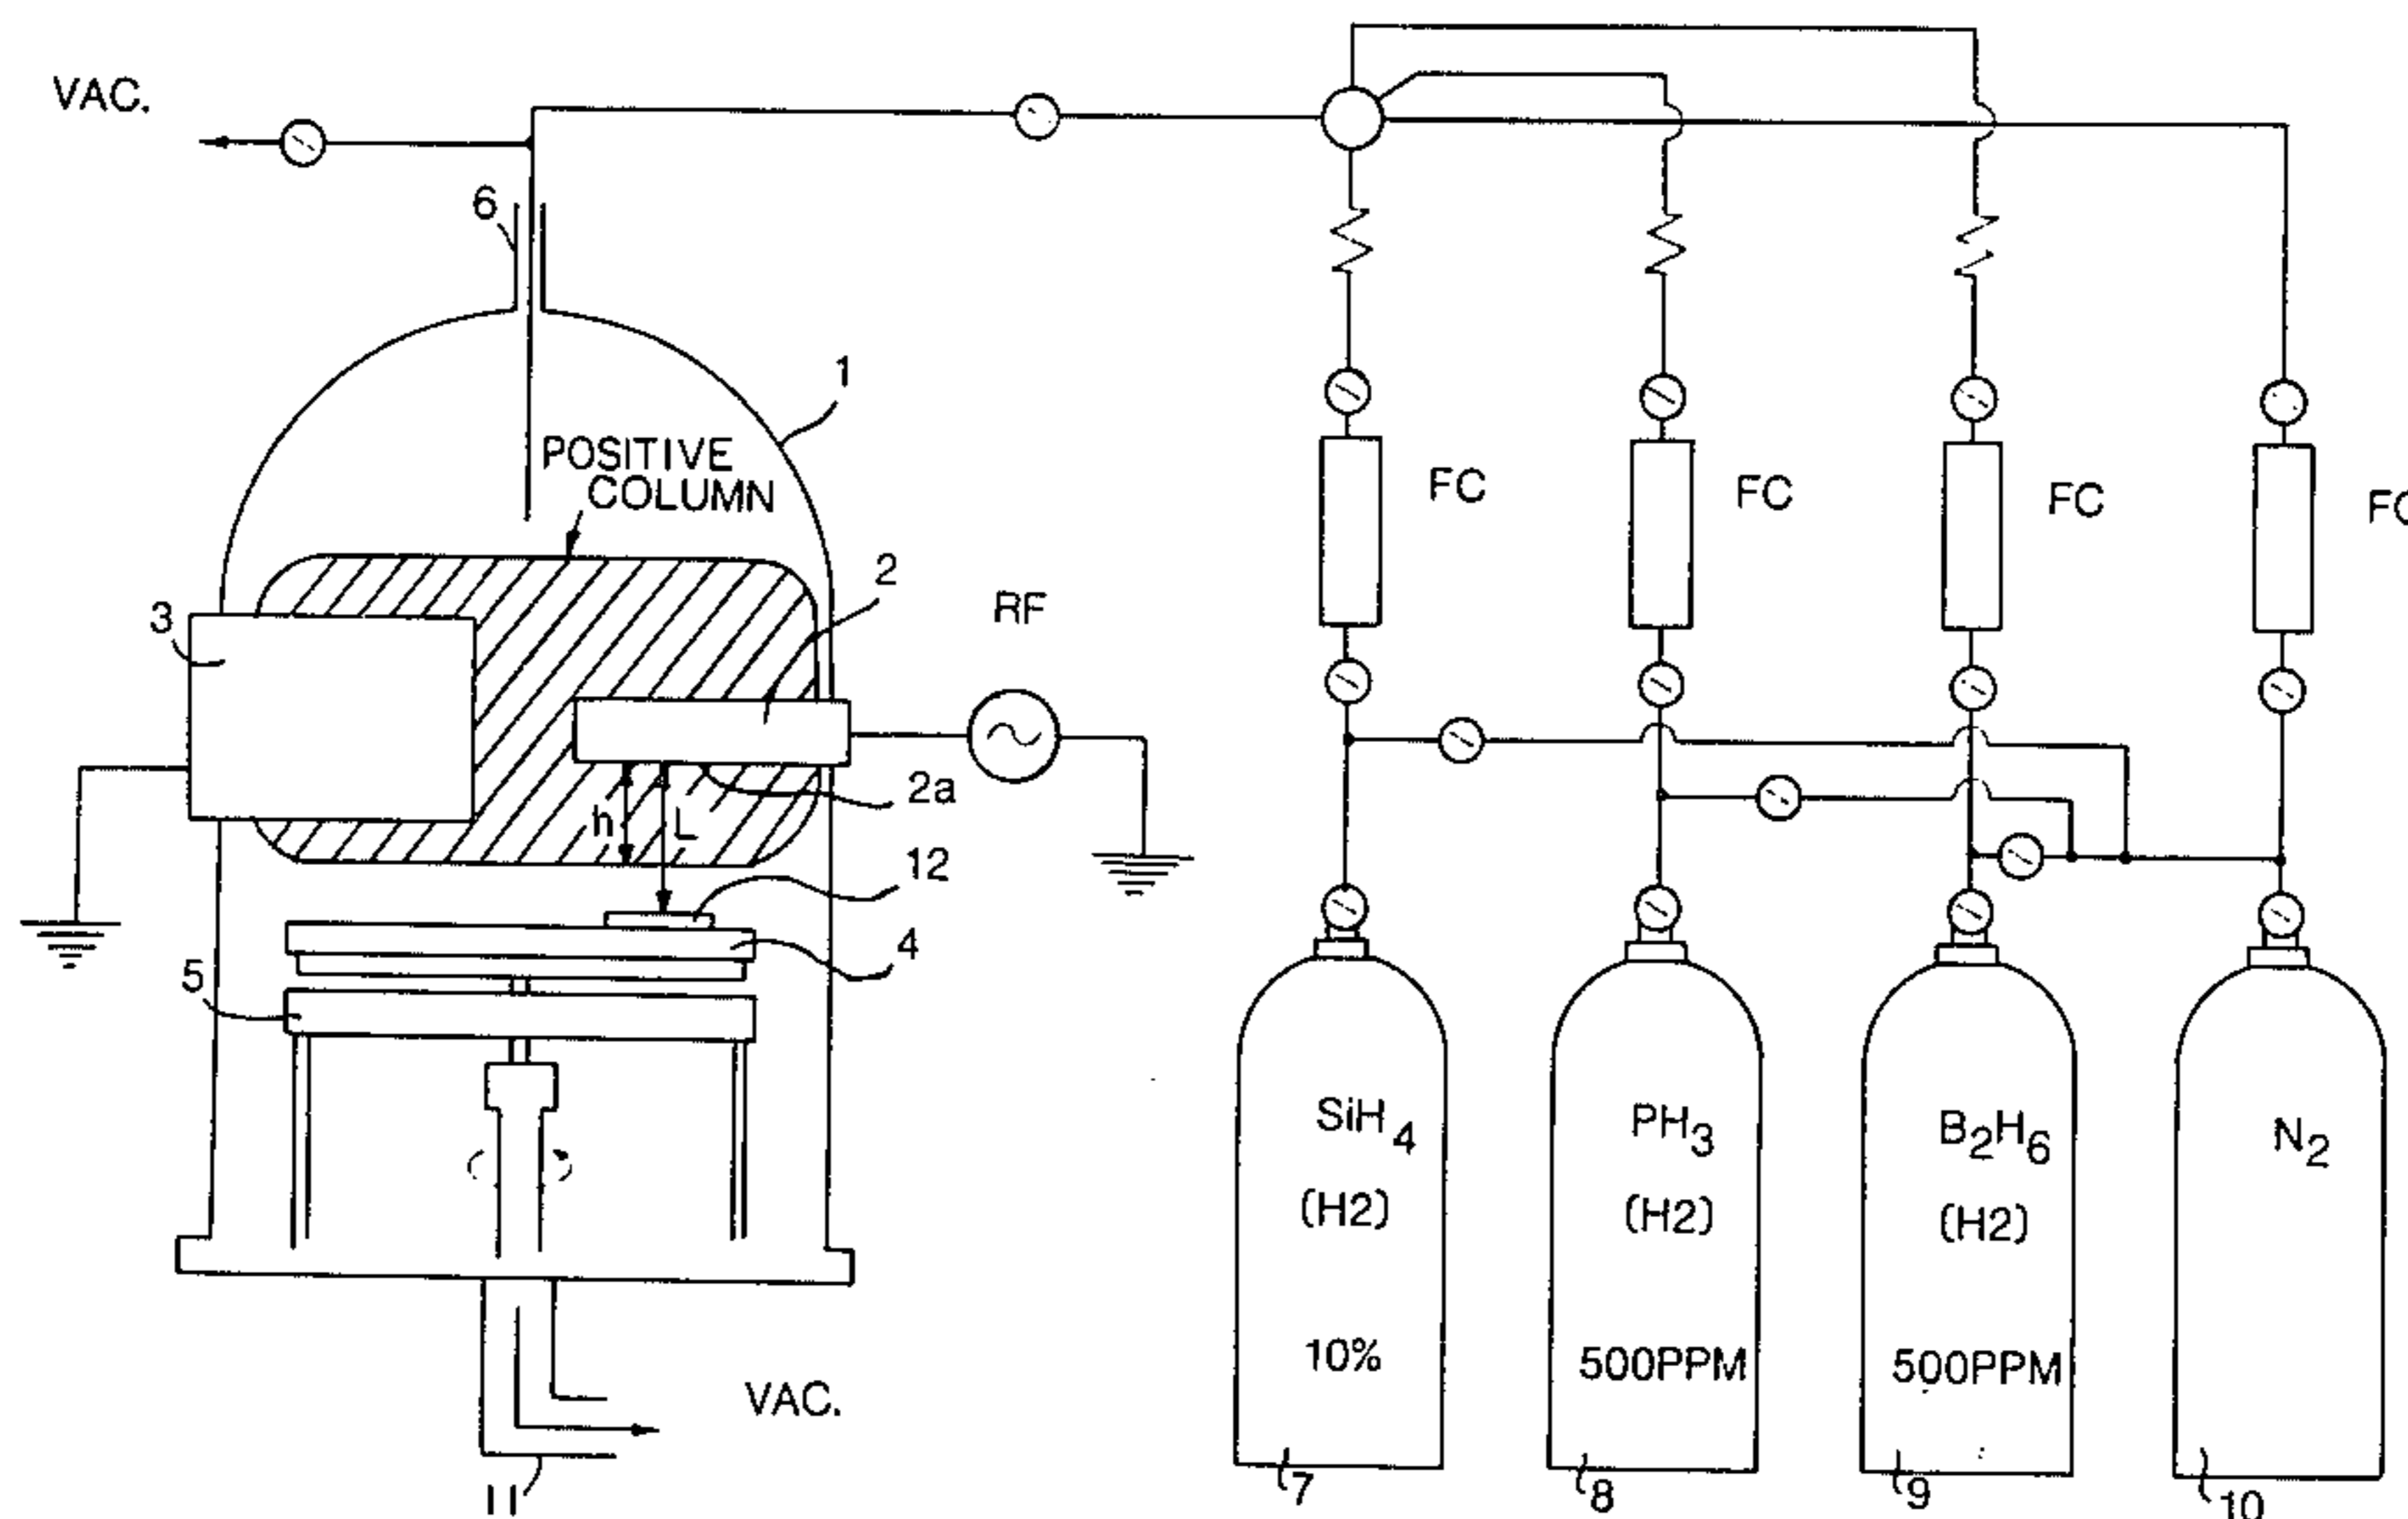 VAC.
6
1
POSITIVE
COLUMN
2
3
RF
2a
h
L
12
4
5
VAC.
11
FC
FC
FC
FC
SiH4
(H2)
10%
7
PH3
(H2)
500PPM
8
B2H6
(H2)
500PPM
9
N2
10